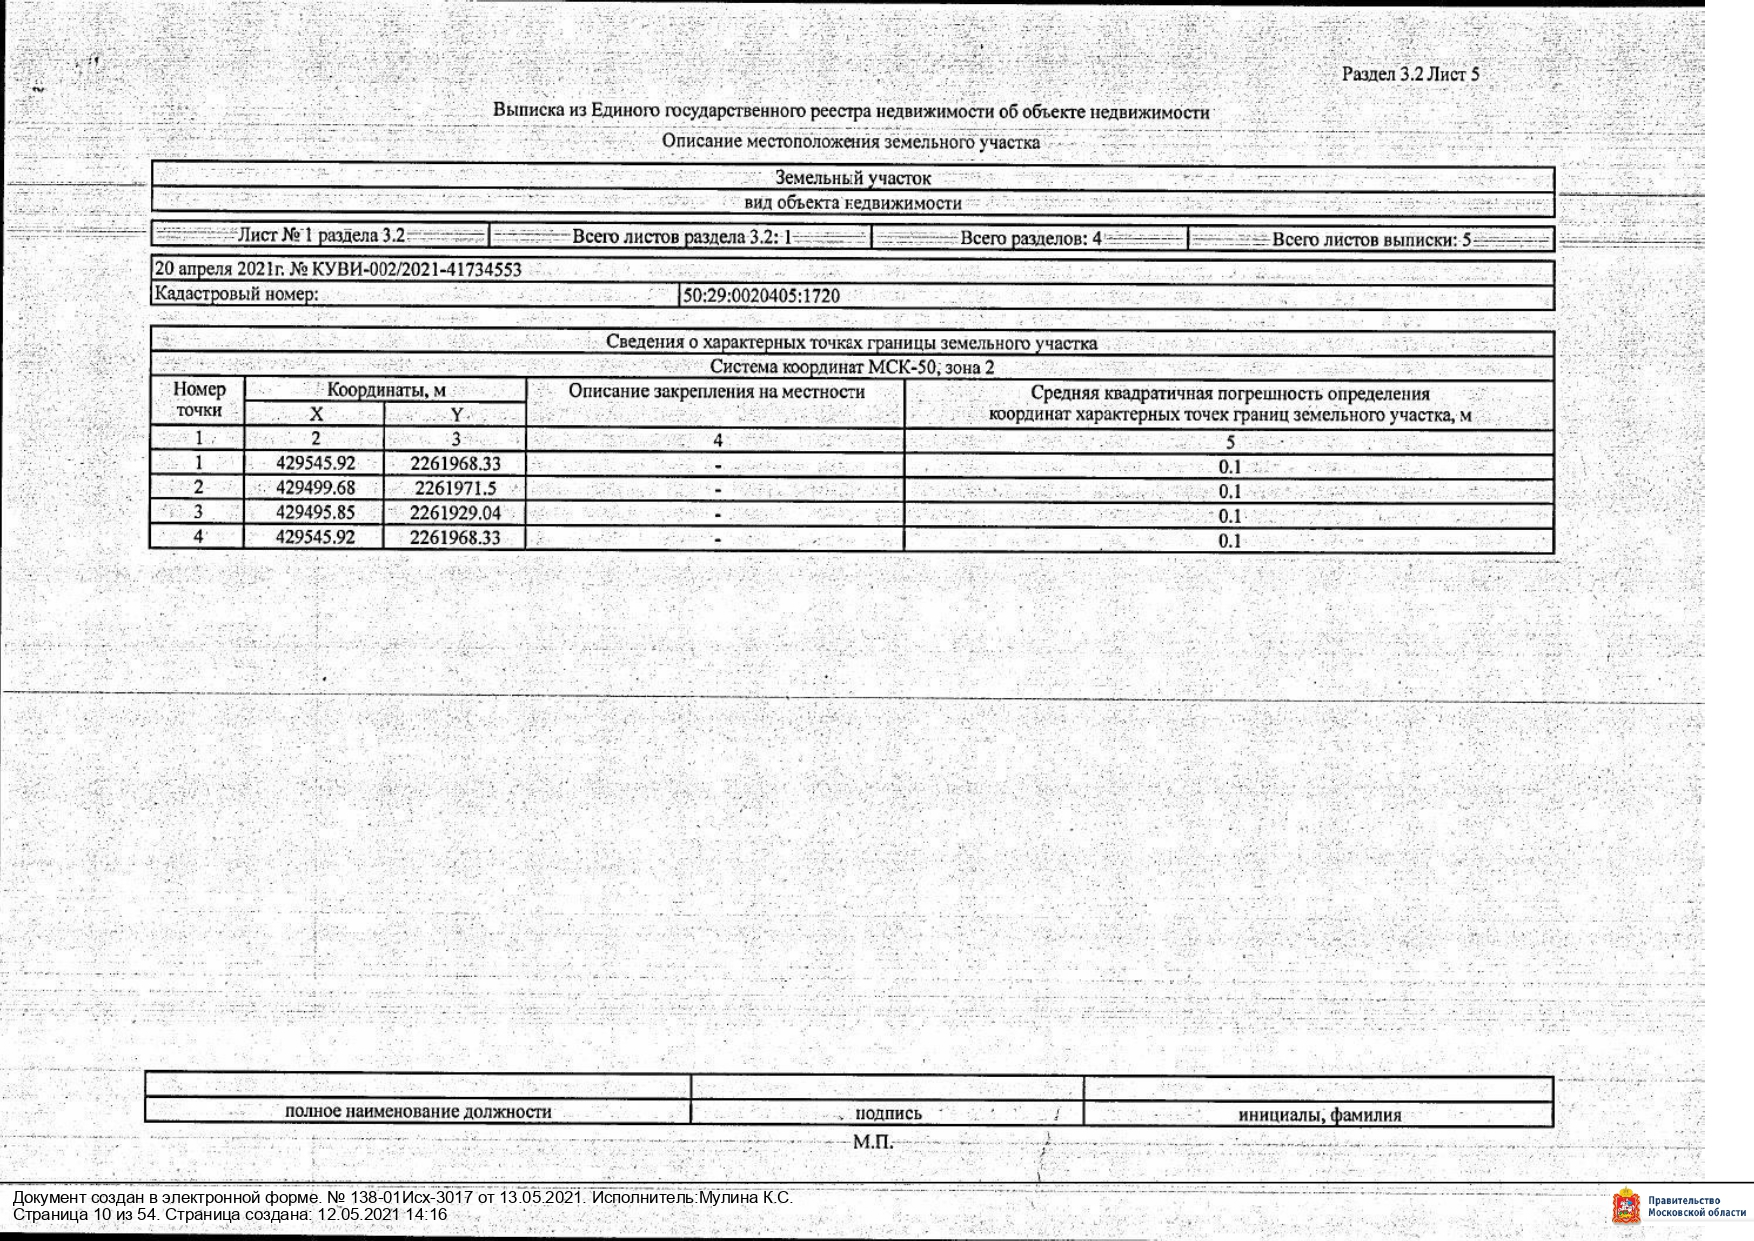 Раздел 3.2 Лист 5
Выписка из Единого государственного реестра недвижимости об объекте недвижимости
Описание местоположения земельного участка
Земельный участок
вид объекта недвижимости
Лист № 1 раздела 3.2 Всего листов раздела 3.2: 1 Всего разделов: 4 Всего листов выписки: 5
20 апреля 2021г. № КУВИ-002/2021-41734553
Кадастровый номер: 50:29:0020405:1720
Сведения о характерных точках границы земельного участка
Система координат МСК-50, зона 2
Номер точки Координаты, м Описание закрепления на местности Средняя квадратичная погрешность определения координат характерных точек границ земельного участка, м
X Y
1 2 3 4 5
1 429545.92 2261968.33 - 0.1
2 429499.68 2261971.5 - 0.1
3 429495.85 2261929.04 - 0.1
4 429545.92 2261968.33 - 0.1
полное наименование должности подпись инициалы, фамилия
М.П.
Документ создан в электронной форме. № 138-01Исх-3017 от 13.05.2021. Исполнитель:Мулина К.С.
Страница 10 из 54. Страница создана: 12.05.2021 14:16
Правительство
Московской области